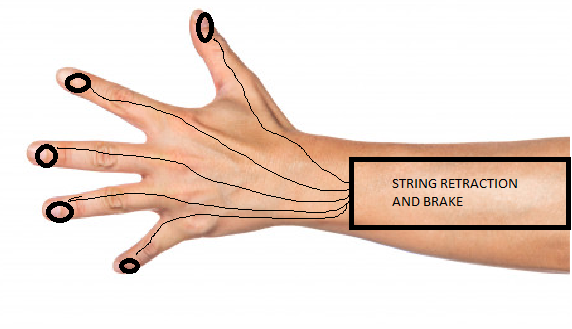 STRING RETRACTION
AND BRAKE